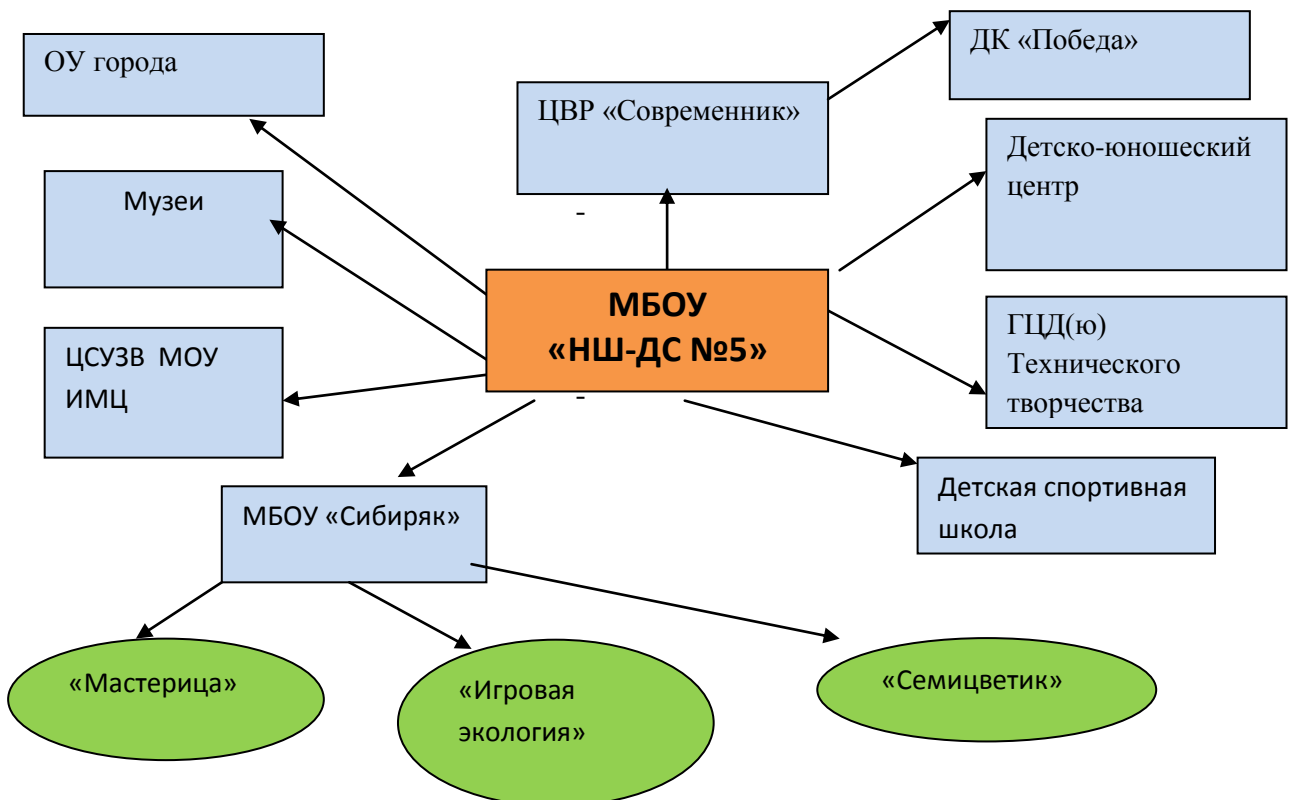 ДК «Победа»
ОУ города
ЦВР «Современник»
Детско-юношеский
центр
Музеи
-
МБОУ
«НШ-ДС №5»
ГЦД(ю)
Технического
творчества
ЦСУЗВ МОУ
ИМЦ
-
Детская спортивная
школа
МБОУ «Сибиряк»
«Мастерица»
«Игровая
экология»
«Семицветик»